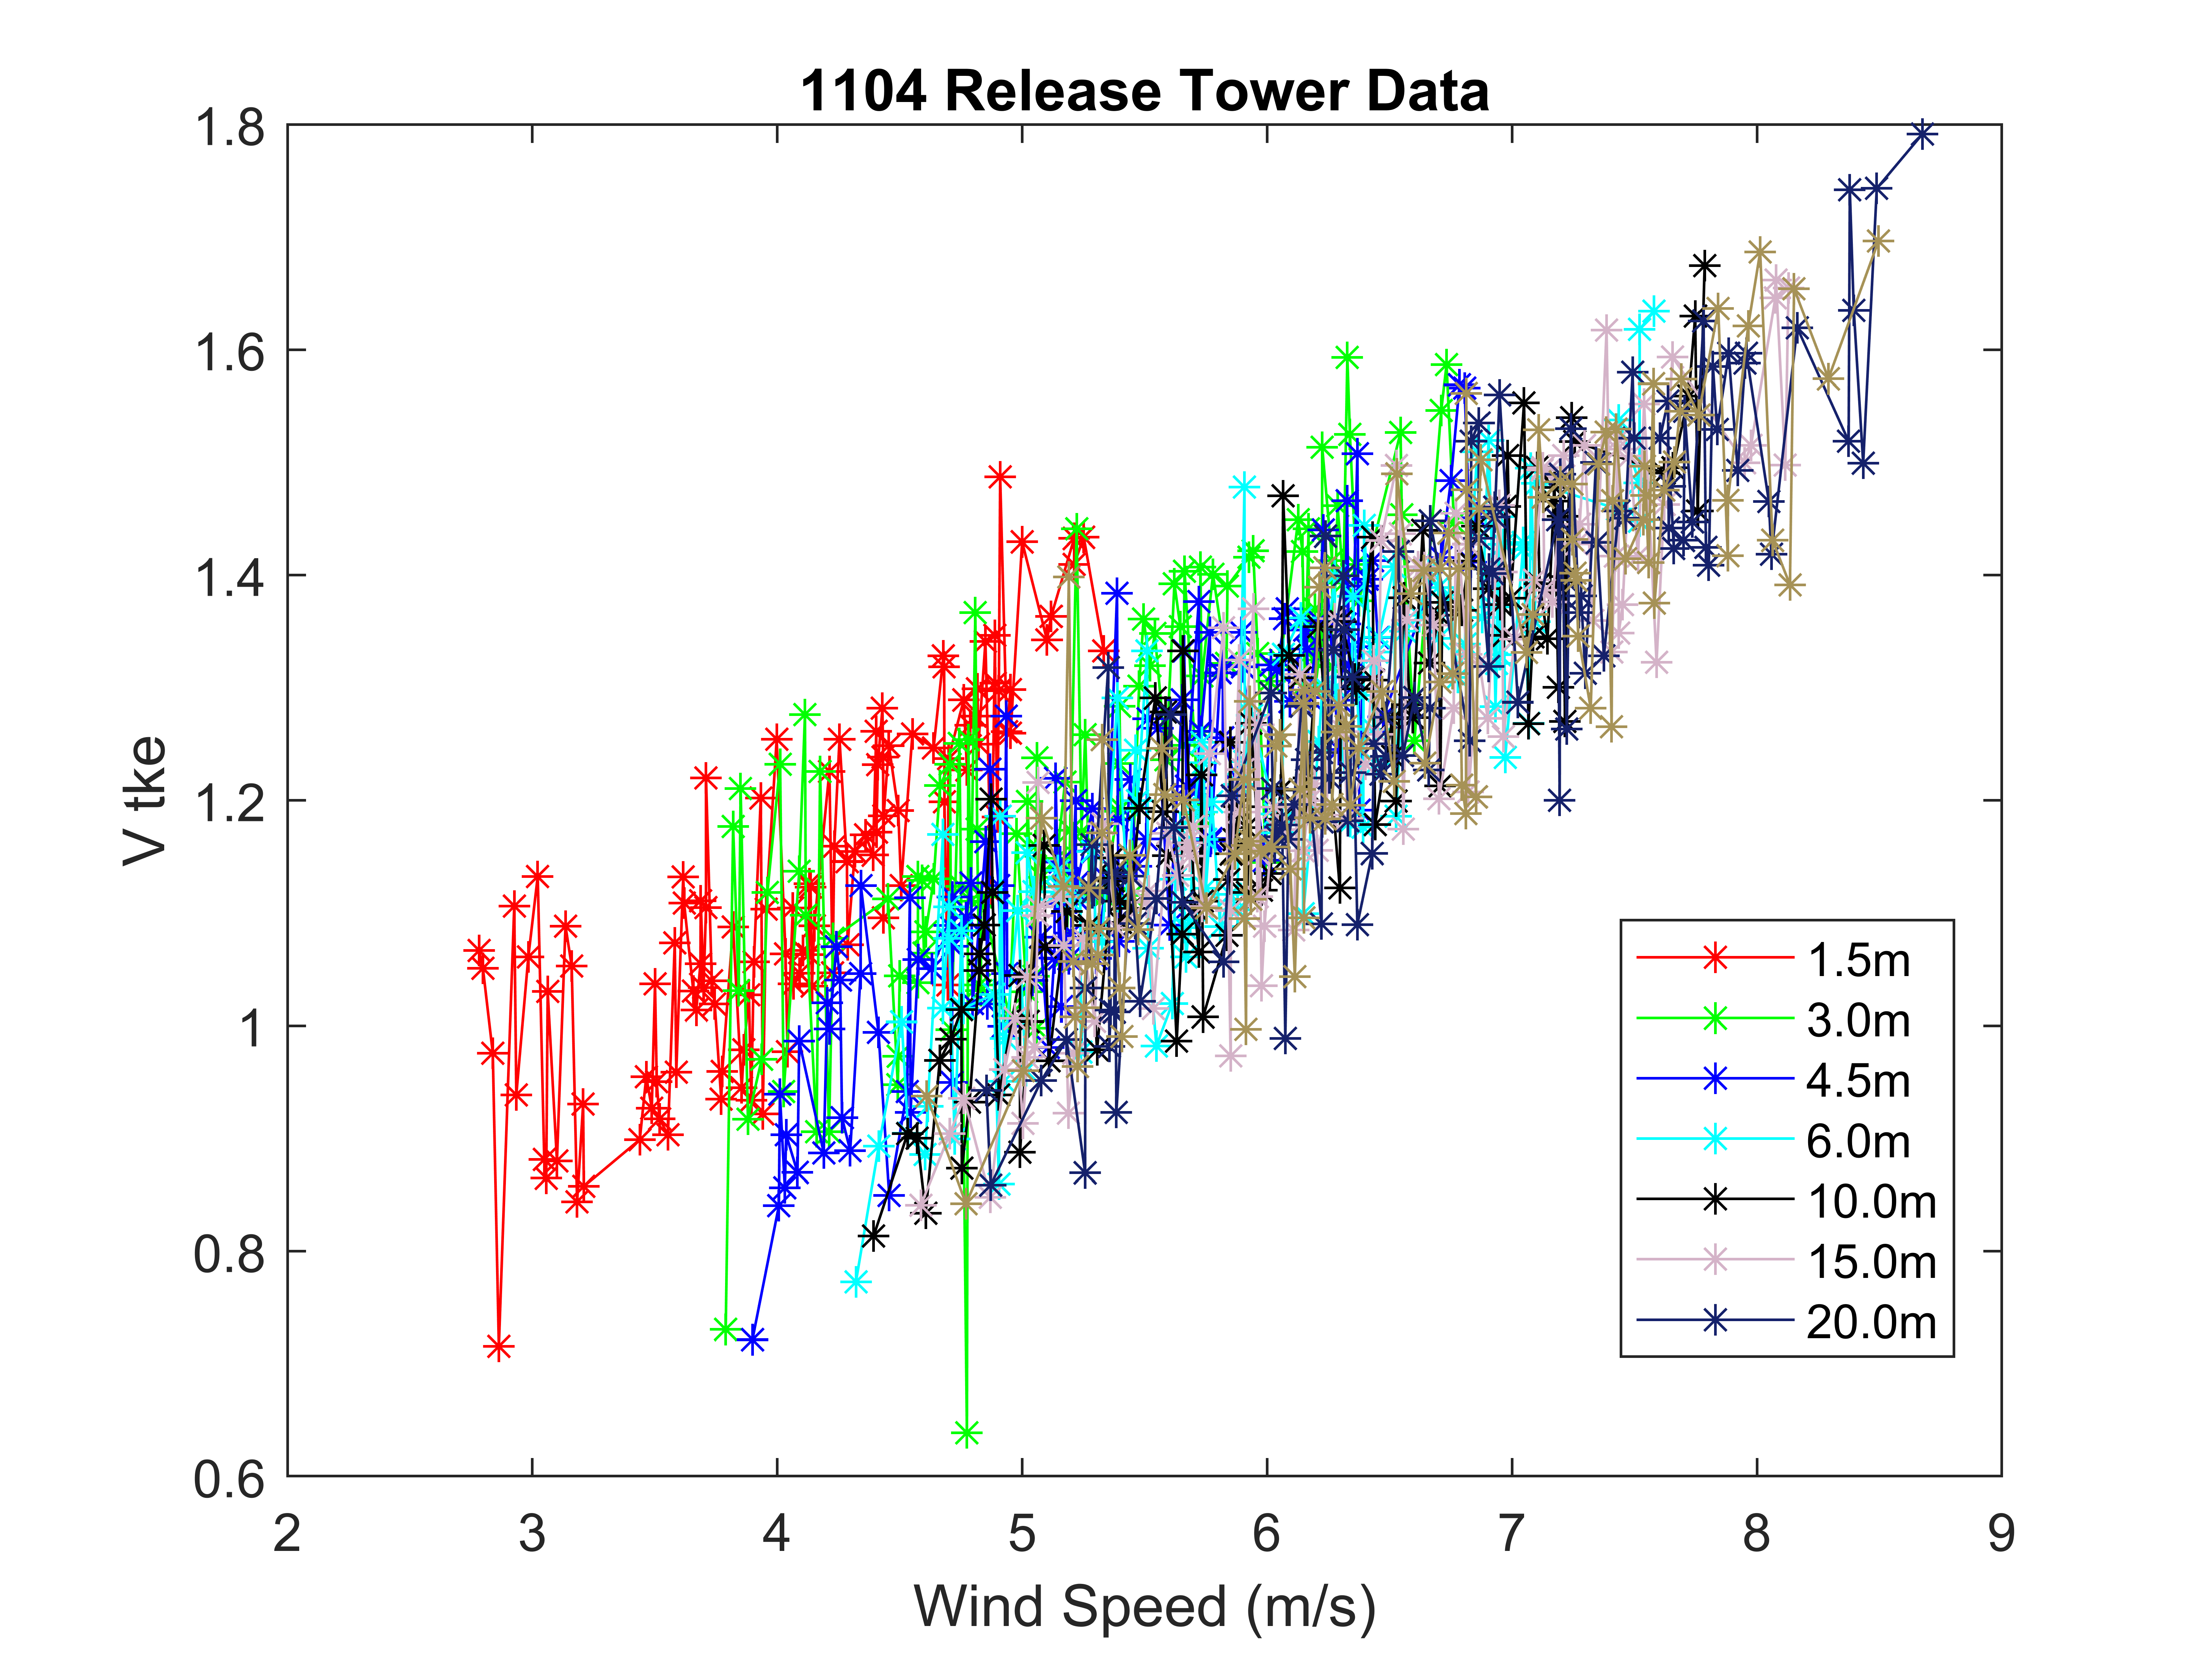 1104 Release Tower Data
1.8
1.6
1.4
1.2
1
0.8
0.6
V tke
2 3 4 5 6 7 8 9
Wind Speed (m/s)
1.5m
3.0m
4.5m
6.0m
10.0m
15.0m
20.0m